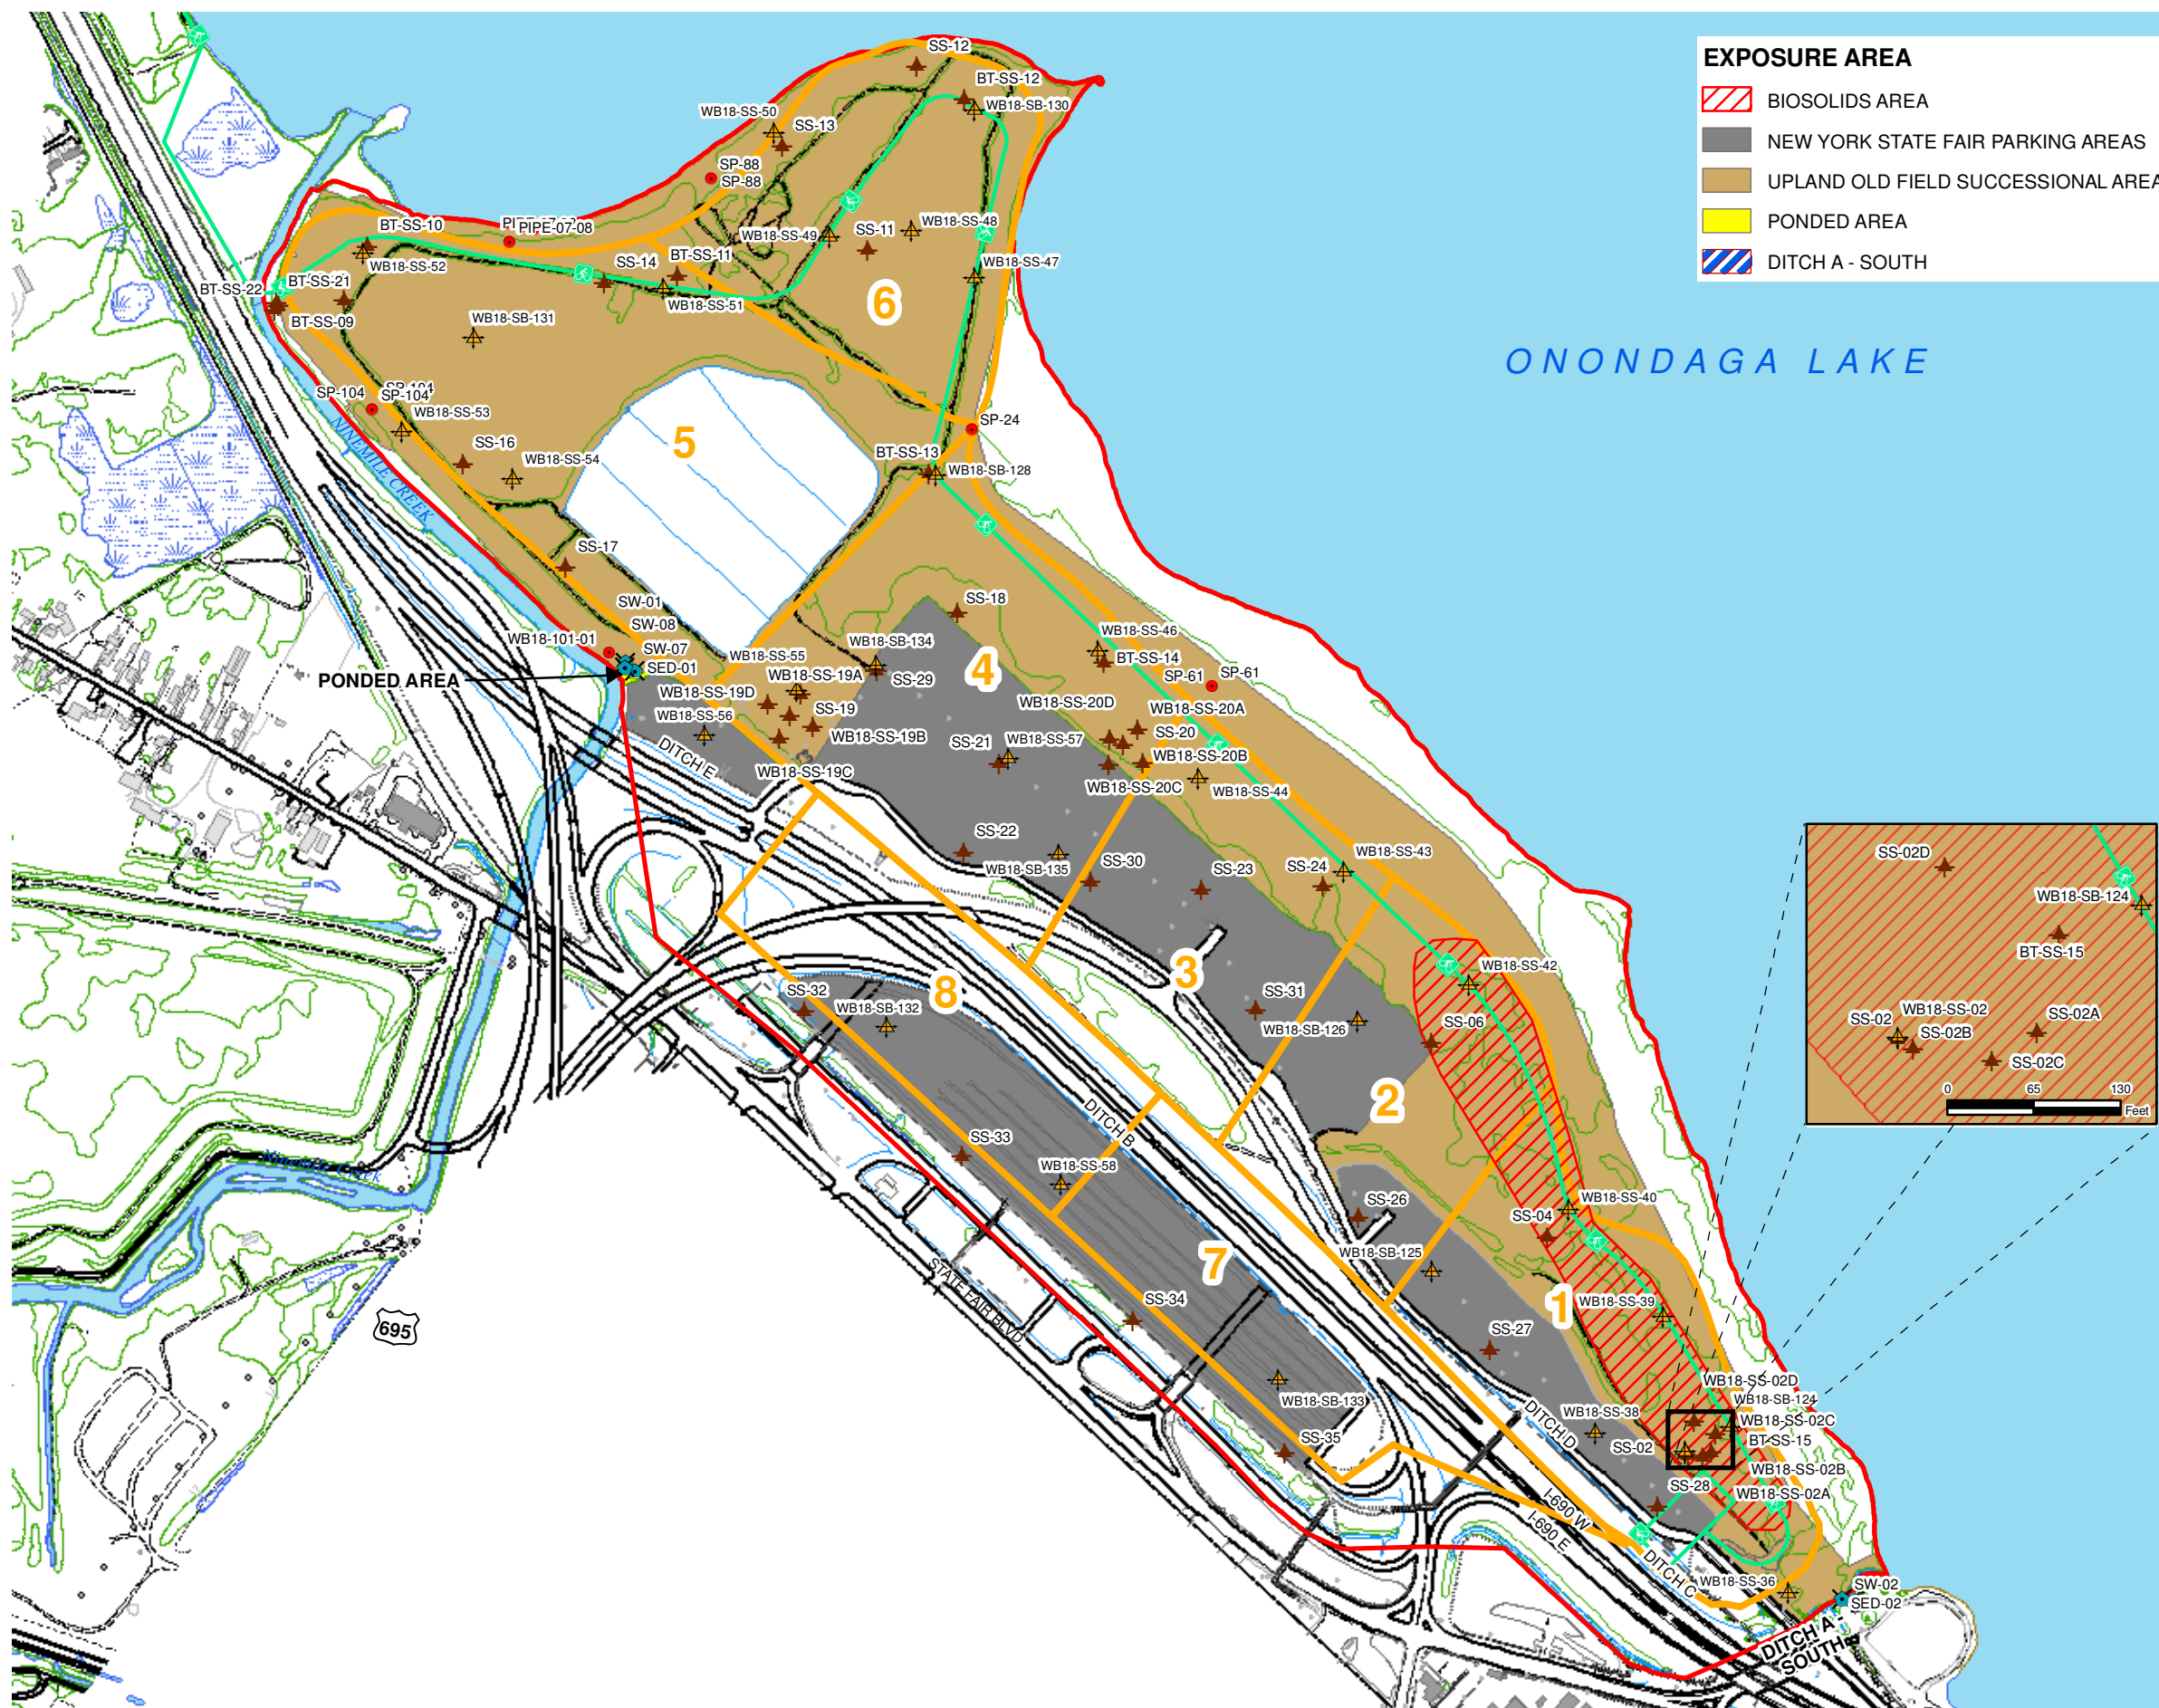 EXPOSURE AREA
BIOSOLIDS AREA
NEW YORK STATE FAIR PARKING AREAS
UPLAND OLD FIELD SUCCESSIONAL AREA
PONDED AREA
DITCH A - SOUTH
ONONDAGA LAKE
SS-12
BT-SS-12
WB18-SB-130
WB18-SS-50
SS-13
SP-88
SP-88
BT-SS-10
PIPE-07-08
WB18-SS-49
SS-11
WB18-SS-48
WB18-SS-47
WB18-SS-52
SS-14
BT-SS-11
WB18-SS-51
BT-SS-22
BT-SS-21
BT-SS-09
WB18-SB-131
6
SP-104
SP-104
SP-104
WB18-SS-53
NINEMILE CREEK
SS-16
WB18-SS-54
5
SP-24
BT-SS-13
WB18-SB-128
SS-17
SW-01
SW-08
WB18-101-01
SW-07
SED-01
PONDED AREA
SS-18
WB18-SB-134
WB18-SS-46
BT-SS-14
SP-61
SP-61
WB18-SS-55
WB18-SS-19A
SS-29
4
WB18-SS-19D
WB18-SS-56
SS-19
WB18-SS-19B
WB18-SS-19C
DITCH E
WB18-SS-20D
WB18-SS-20A
SS-20
WB18-SS-20B
WB18-SS-20C
WB18-SS-44
SS-21
WB18-SS-57
SS-22
WB18-SB-135
SS-30
SS-23
SS-24
WB18-SS-43
3
WB18-SS-42
SS-31
WB18-SB-126
SS-06
2
8
SS-32
WB18-SB-132
DITCH B
SS-33
WB18-SS-58
7
SS-26
WB18-SB-125
SS-04
WB18-SS-40
1
WB18-SS-39
SS-27
SS-34
STATE FAIR BLVD
WB18-SB-133
SS-35
DITCH D
WB18-SS-38
SS-02
WB18-SS-02D
WB18-SB-124
WB18-SS-02C
BT-SS-15
WB18-SS-02B
WB18-SS-02A
SS-28
I-690 W
I-690 E
DITCH C
WB18-SS-36
SW-02
SED-02
DITCH A -
SOUTH
Ninemile Creek
695
SS-02D
WB18-SB-124
BT-SS-15
WB18-SS-02
SS-02
SS-02B
SS-02A
SS-02C
0 65 130
Feet